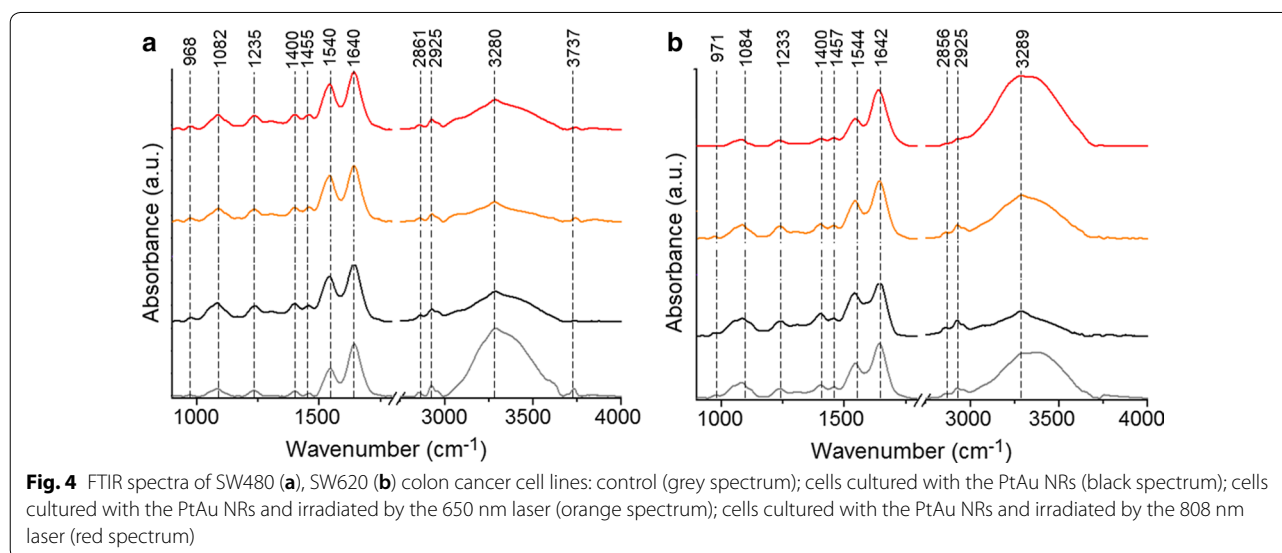 a
968 1082 1235 1400 1455 1540 1640 2861 2925 3280 3737
Absorbance (a.u.)
1000 1500 3000 3500 4000
Wavenumber (cm-1)
b
971 1084 1233 1400 1457 1544 1642 2856 2925 3289
Absorbance (a.u.)
1000 1500 3000 3500 4000
Wavenumber (cm-1)
Fig. 4 FTIR spectra of SW480 (a), SW620 (b) colon cancer cell lines: control (grey spectrum); cells cultured with the PtAu NRs (black spectrum); cells
cultured with the PtAu NRs and irradiated by the 650 nm laser (orange spectrum); cells cultured with the PtAu NRs and irradiated by the 808 nm
laser (red spectrum)